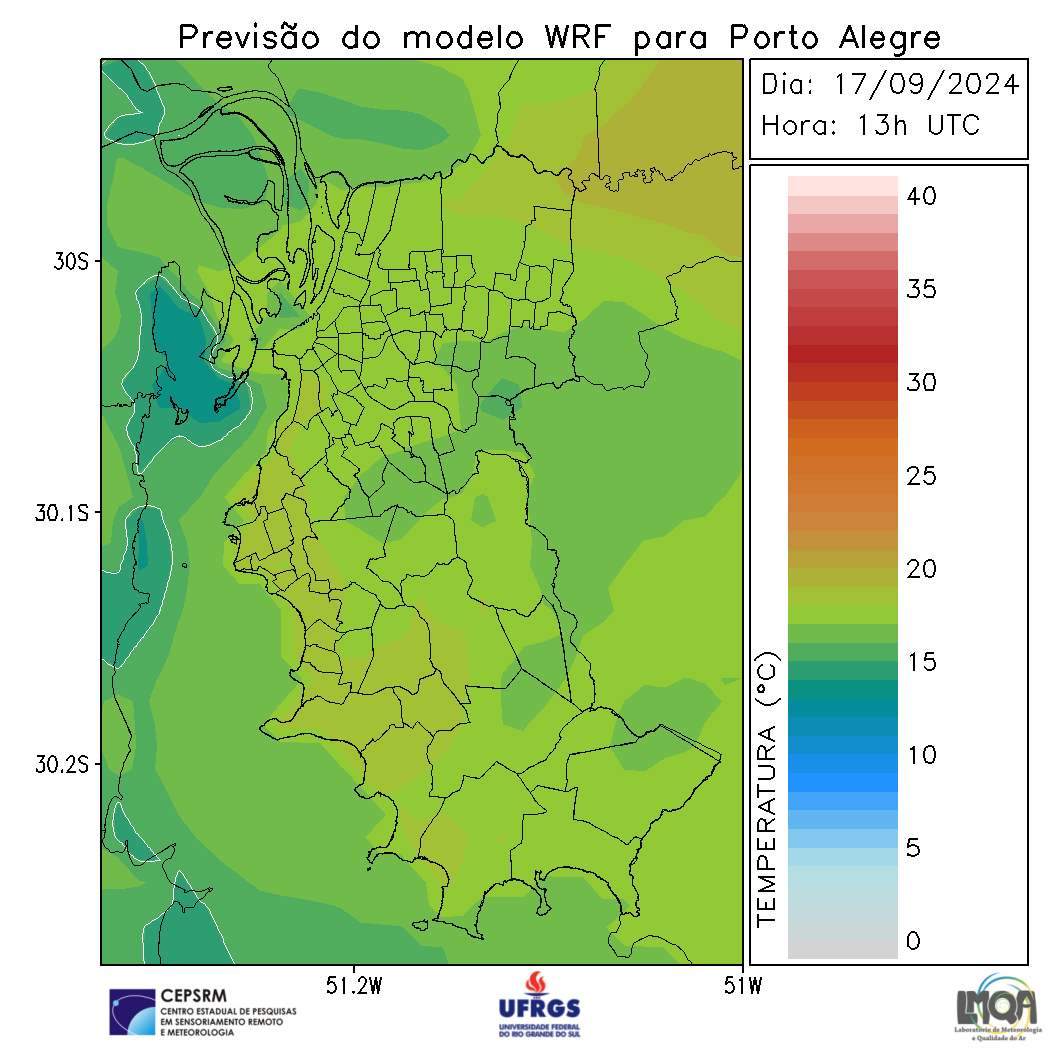 Previsão do modelo WRF para Porto Alegre
Dia: 17/09/2024
Hora: 13h UTC
40
35
30
25
20
15
10
5
0
TEMPERATURA (°C)
30S
30.1S
30.2S
51.2W
51W
CEPSRM
CENTRO ESTADUAL DE PESQUISAS
EM SENSORIAMENTO REMOTO
E METEOROLOGIA
UFRGS
UNIVERSIDADE FEDERAL
DO RIO GRANDE DO SUL
LMQA
Laboratório de Meteorologia
e Qualidade do Ar